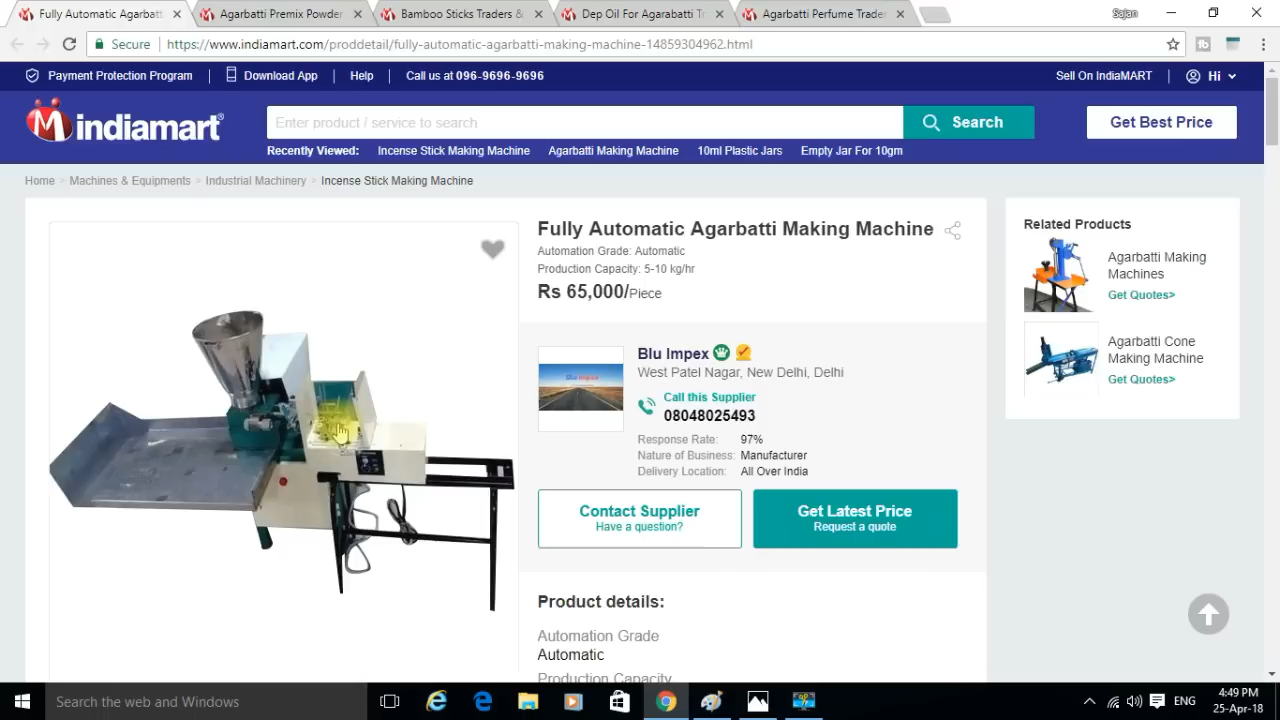 Fully Automatic Agarbatt
Agarbatti Premix Powder
Bamboo Sticks Traders &
Dep Oil For Agarabatti T
Agarbatti Perfume Trade
Sajan
Secure
https://www.indiamart.com/proddetail/fully-automatic-agarbatti-making-machine-14859304962.html
Payment Protection Program
Download App
Help
Call us at 096-9696-9696
Sell On IndiaMART
Hi
indiamart
Enter product / service to search
Search
Get Best Price
Recently Viewed: Incense Stick Making Machine Agarbatti Making Machine 10ml Plastic Jars Empty Jar For 10gm
Home > Machines & Equipments > Industrial Machinery > Incense Stick Making Machine
Fully Automatic Agarbatti Making Machine
Automation Grade: Automatic
Production Capacity: 5-10 kg/hr
Rs 65,000/Piece
Blu Impex
Blu Impex
West Patel Nagar, New Delhi, Delhi
Call this Supplier
08048025493
Response Rate: 97%
Nature of Business: Manufacturer
Delivery Location: All Over India
Contact Supplier
Have a question?
Get Latest Price
Request a quote
Product details:
Automation Grade
Automatic
Production Capacity
Related Products
Agarbatti Making
Machines
Get Quotes>
Agarbatti Cone
Making Machine
Get Quotes>
Search the web and Windows
ENG
4:49 PM
25-Apr-18